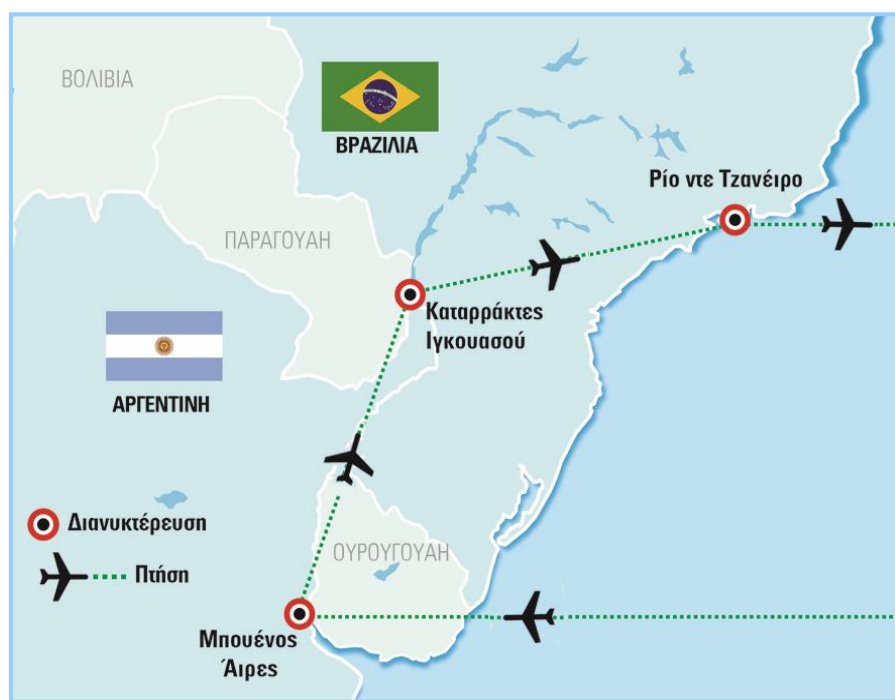 ΒΟΛΙΒΙΑ
ΒΡΑΖΙΛΙΑ
Ρίο ντε Τζανέιρο
ΠΑΡΑΓΟΥΑΗ
Καταρράκτες
Ιγκουασού
ΑΡΓΕΝΤΙΝΗ
Διανυκτέρευση
ΟΥΡΟΥΓΟΥΑΗ
Πτήση
Μπουένος
Άιρες